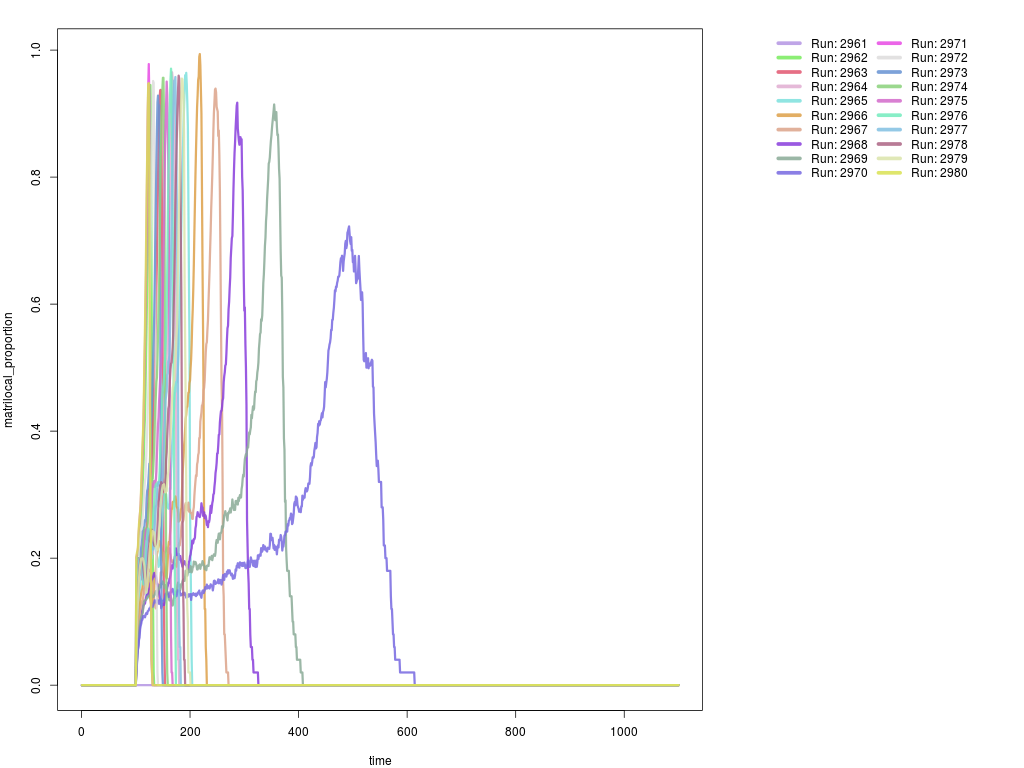 1.0
0.8
0.6
0.4
0.2
0.0
matrilocal_proportion
0 200 400 600 800 1000
time
Run: 2961 Run: 2971
Run: 2962 Run: 2972
Run: 2963 Run: 2973
Run: 2964 Run: 2974
Run: 2965 Run: 2975
Run: 2966 Run: 2976
Run: 2967 Run: 2977
Run: 2968 Run: 2978
Run: 2969 Run: 2979
Run: 2970 Run: 2980